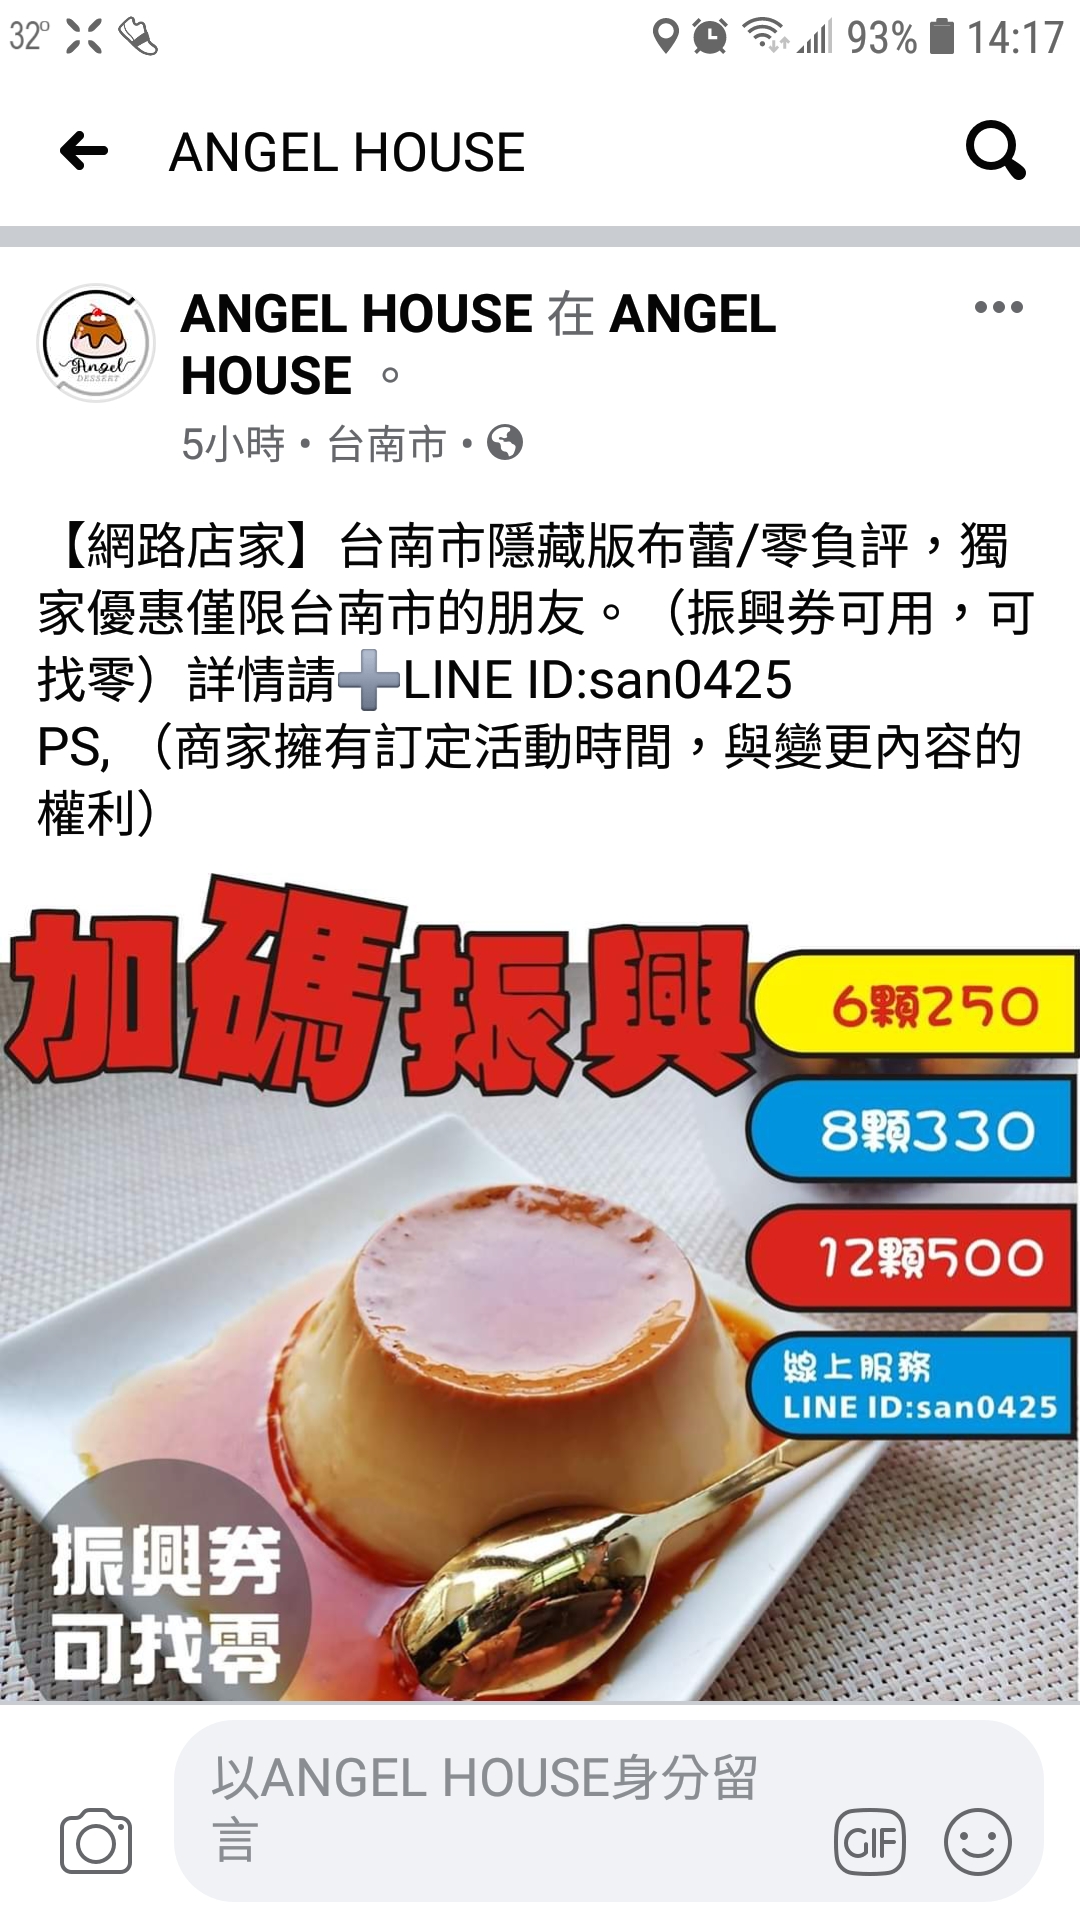 32° 93% 14:17
ANGEL HOUSE
ANGEL HOUSE 在 ANGEL
HOUSE 。
5小時・台南市・
Angel
DESSERT
【網路店家】台南市隱藏版布蕾/零負評，獨
家優惠僅限台南市的朋友。（振興券可用，可
找零）詳情請➕LINE ID:san0425
PS,（商家擁有訂定活動時間，與變更內容的
權利）
加碼振興
6顆250
8顆330
12顆500
線上服務
LINE ID:san0425
振興券
可找零
以ANGEL HOUSE身分留
言
GIF